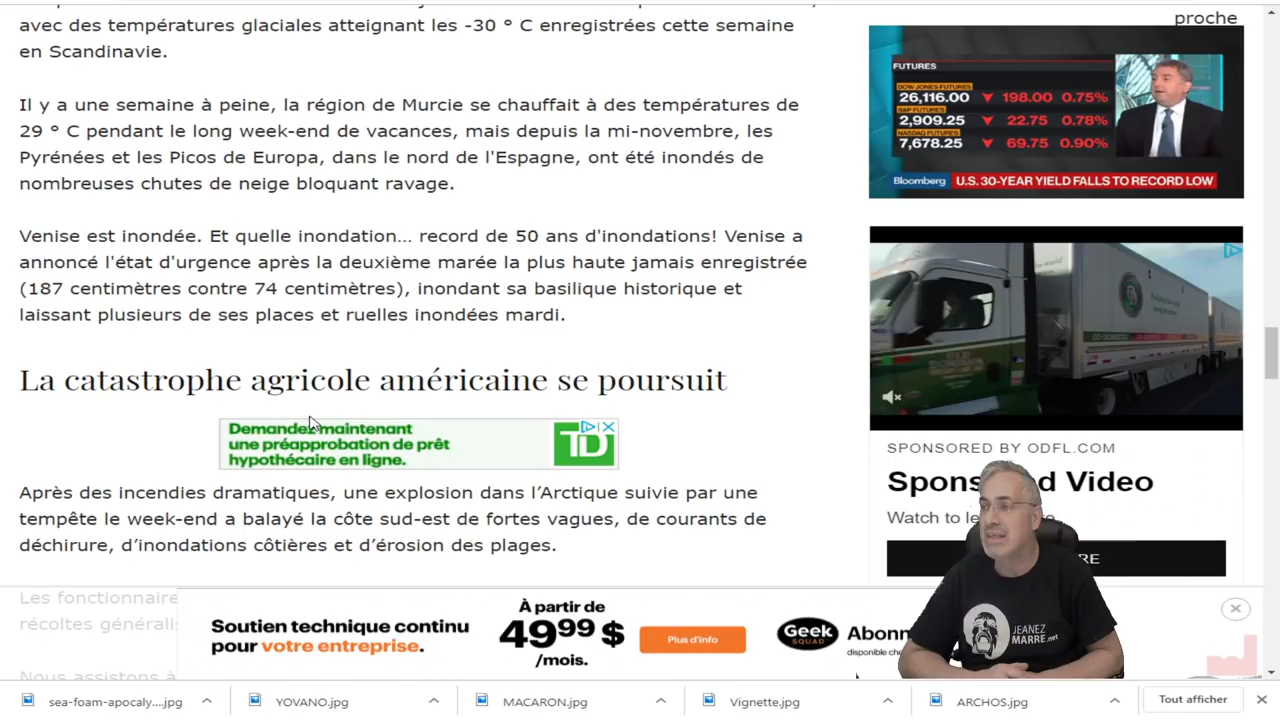 avec des températures glaciales atteignant les -30 ° C enregistrées cette semaine
en Scandinavie.
Il y a une semaine à peine, la région de Murcie se chauffait à des températures de
29 ° C pendant le long week-end de vacances, mais depuis la mi-novembre, les
Pyrénées et les Picos de Europa, dans le nord de l'Espagne, ont été inondés de
nombreuses chutes de neige bloquant ravage.
Venise est inondée. Et quelle inondation... record de 50 ans d'inondations! Venise a
annoncé l'état d'urgence après la deuxième marée la plus haute jamais enregistrée
(187 centimètres contre 74 centimètres), inondant sa basilique historique et
laissant plusieurs de ses places et ruelles inondées mardi.
La catastrophe agricole américaine se poursuit
Demandez maintenant
une préapprobation de prêt
hypothécaire en ligne.
TD
Après des incendies dramatiques, une explosion dans l’Arctique suivie par une
tempête le week-end a balayé la côte sud-est de fortes vagues, de courants de
déchirure, d’inondations côtières et d’érosion des plages.
Les fonctionnaire
récoltes générali
Nous assistons à
proche
FUTURES
DOW JONES FUTURES
26,116.00 198.00 0.75%
S&P FUTURES
2,909.25 22.75 0.78%
NASDAQ FUTURES
7,678.25 69.75 0.90%
Bloomberg U.S. 30-YEAR YIELD FALLS TO RECORD LOW
SPONSORED BY ODFL.COM
Spons ed Video
Watch to le
RE
Soutien technique continu
pour votre entreprise.
À partir de
4999 $
/mois.
Plus d'info
Geek
SQUAD
Abonn
disponible che
JEANEZ
MARRE.net
sea-foam-apocaly....jpg
YOVANO.jpg
MACARON.jpg
Vignette.jpg
ARCHOS.jpg
Tout afficher